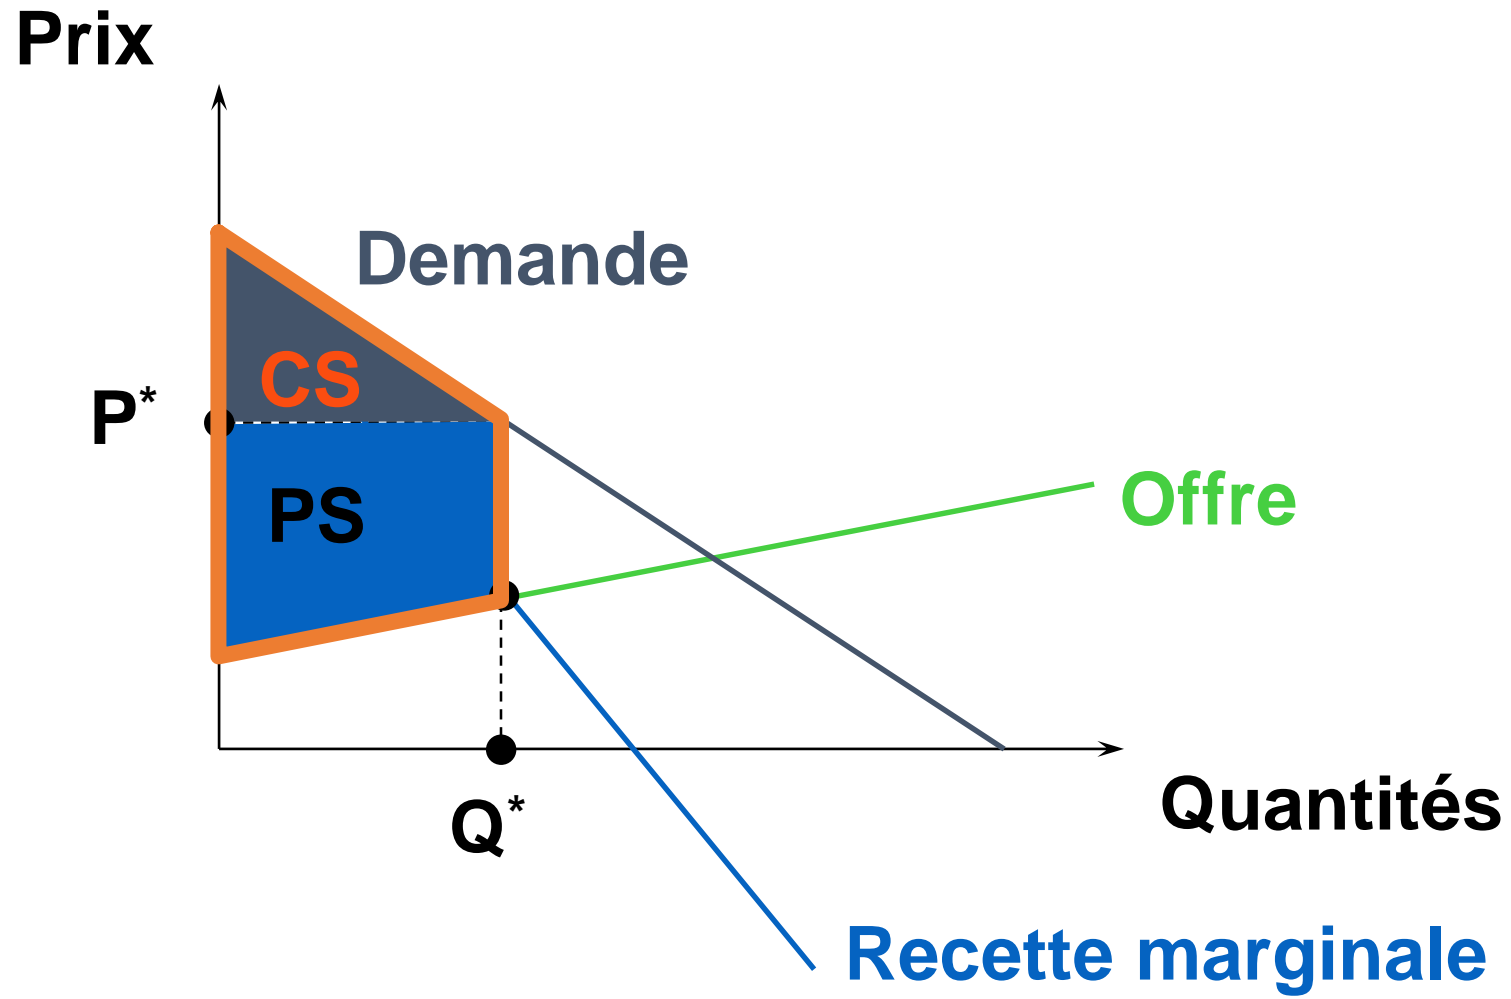 Prix
Demande
CS
P*
PS
Offre
Quantités
Q*
Recette marginale